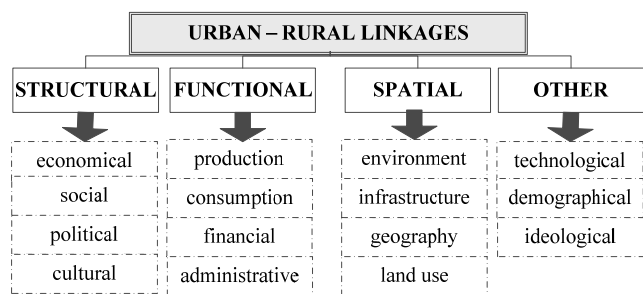 URBAN – RURAL LINKAGES
STRUCTURAL
FUNCTIONAL
SPATIAL
OTHER
economical
social
political
cultural
production
consumption
financial
administrative
environment
infrastructure
geography
land use
technological
demographical
ideological